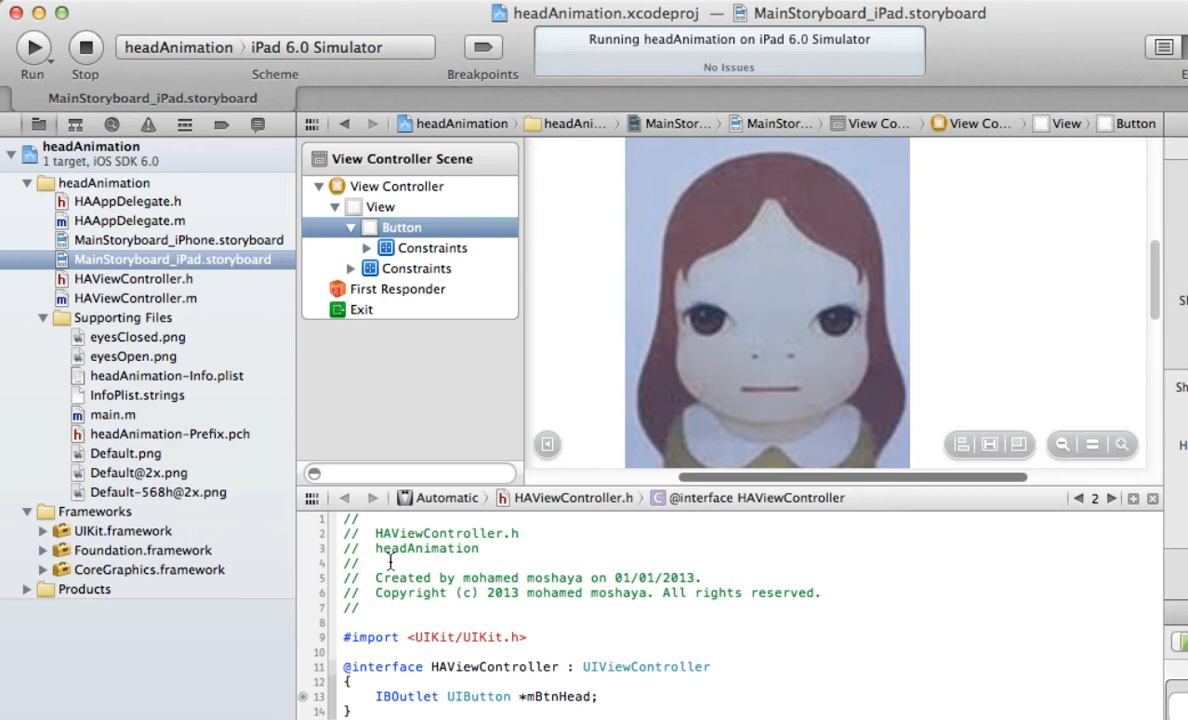 headAnimation.xcodeproj — MainStoryboard_iPad.storyboard
headAnimation 〉 iPad 6.0 Simulator
Running headAnimation on iPad 6.0 Simulator
No Issues
Run
Stop
Scheme
Breakpoints
MainStoryboard_iPad.storyboard
headAnimation
headAni...
MainStor...
MainStor...
View Co...
View Co...
View
Button
headAnimation
1 target, iOS SDK 6.0
headAnimation
HAAppDelegate.h
HAAppDelegate.m
MainStoryboard_iPhone.storyboard
MainStoryboard_iPad.storyboard
HAViewController.h
HAViewController.m
Supporting Files
eyesClosed.png
eyesOpen.png
headAnimation-Info.plist
InfoPlist.strings
main.m
headAnimation-Prefix.pch
Default.png
Default@2x.png
Default-568h@2x.png
Frameworks
UIKit.framework
Foundation.framework
CoreGraphics.framework
Products
View Controller Scene
View Controller
View
Button
Constraints
Constraints
First Responder
Exit
Automatic 〉 HAViewController.h 〉 @interface HAViewController
2
1 //
2 // HAViewController.h
3 // headAnimation
4 //
5 // Created by mohamed moshaya on 01/01/2013.
6 // Copyright (c) 2013 mohamed moshaya. All rights reserved.
7 //
8
9 #import <UIKit/UIKit.h>
10
11 @interface HAViewController : UIViewController
12 {
13 IBOutlet UIButton *mBtnHead;
14 }